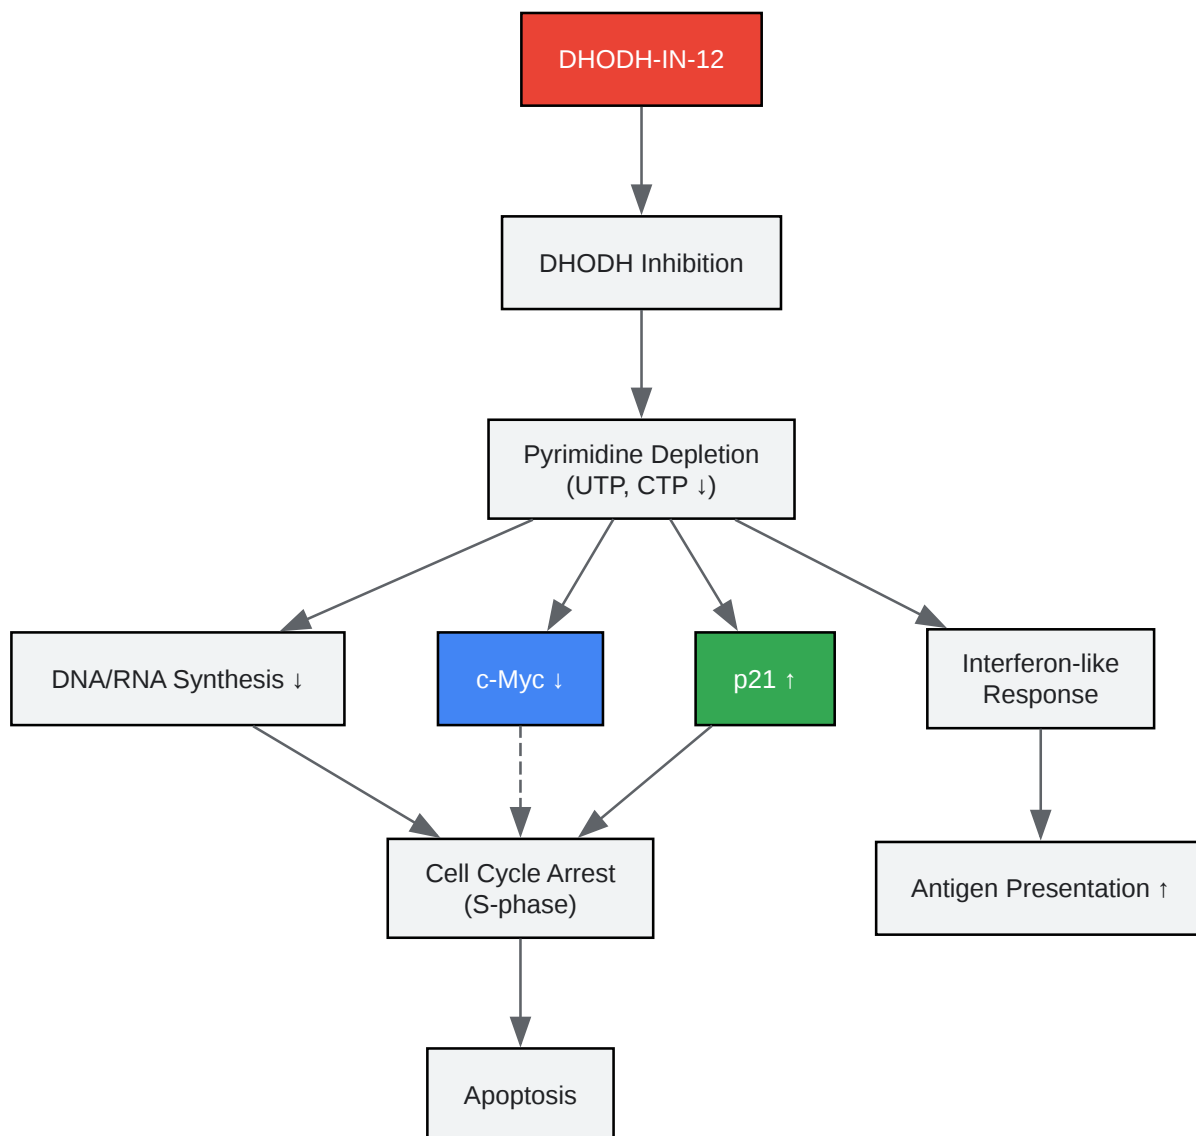 DHODH-IN-12
DHODH Inhibition
Pyrimidine Depletion
(UTP, CTP ↓)
DNA/RNA Synthesis ↓
c-Myc ↓
p21 ↑
Interferon-like
Response
Cell Cycle Arrest
(S-phase)
Antigen Presentation ↑
Apoptosis